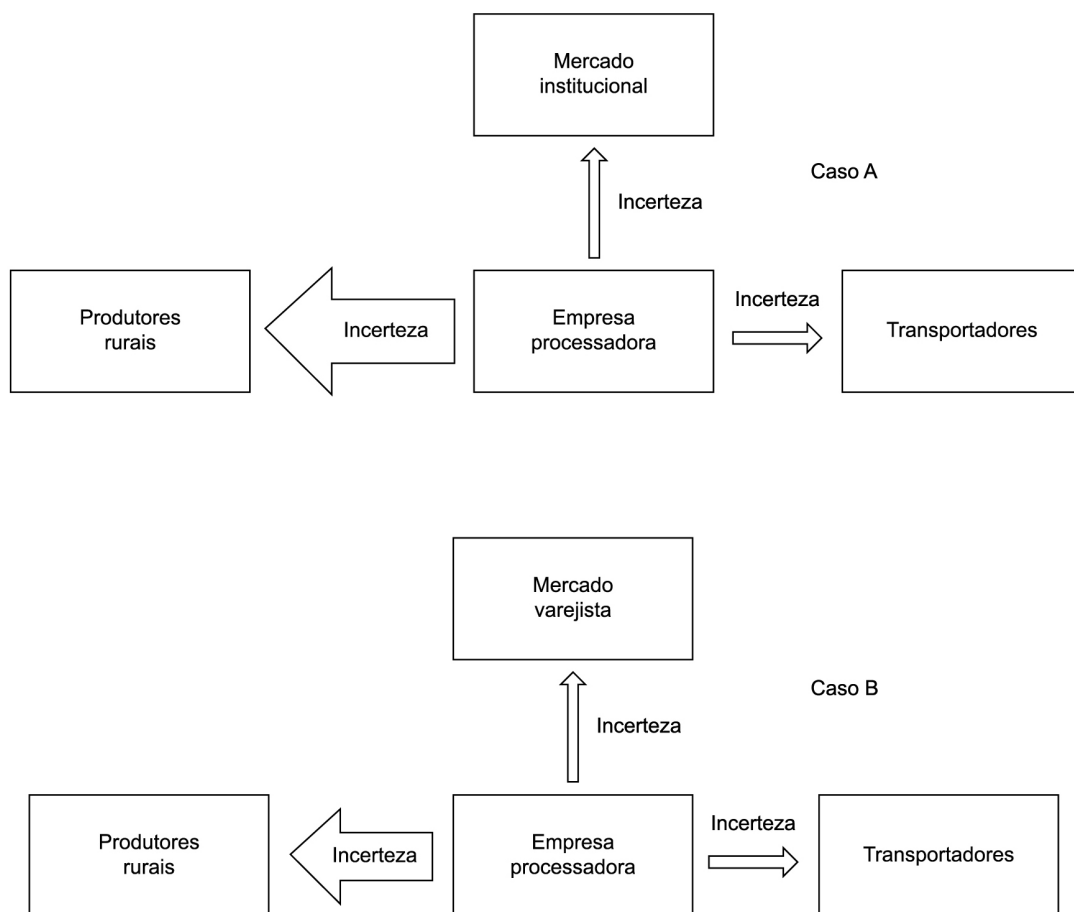 Mercado
institucional
Caso A
Incerteza
Produtores
rurais
Incerteza
Empresa
processadora
Incerteza
Transportadores
Mercado
varejista
Caso B
Incerteza
Produtores
rurais
Incerteza
Empresa
processadora
Incerteza
Transportadores